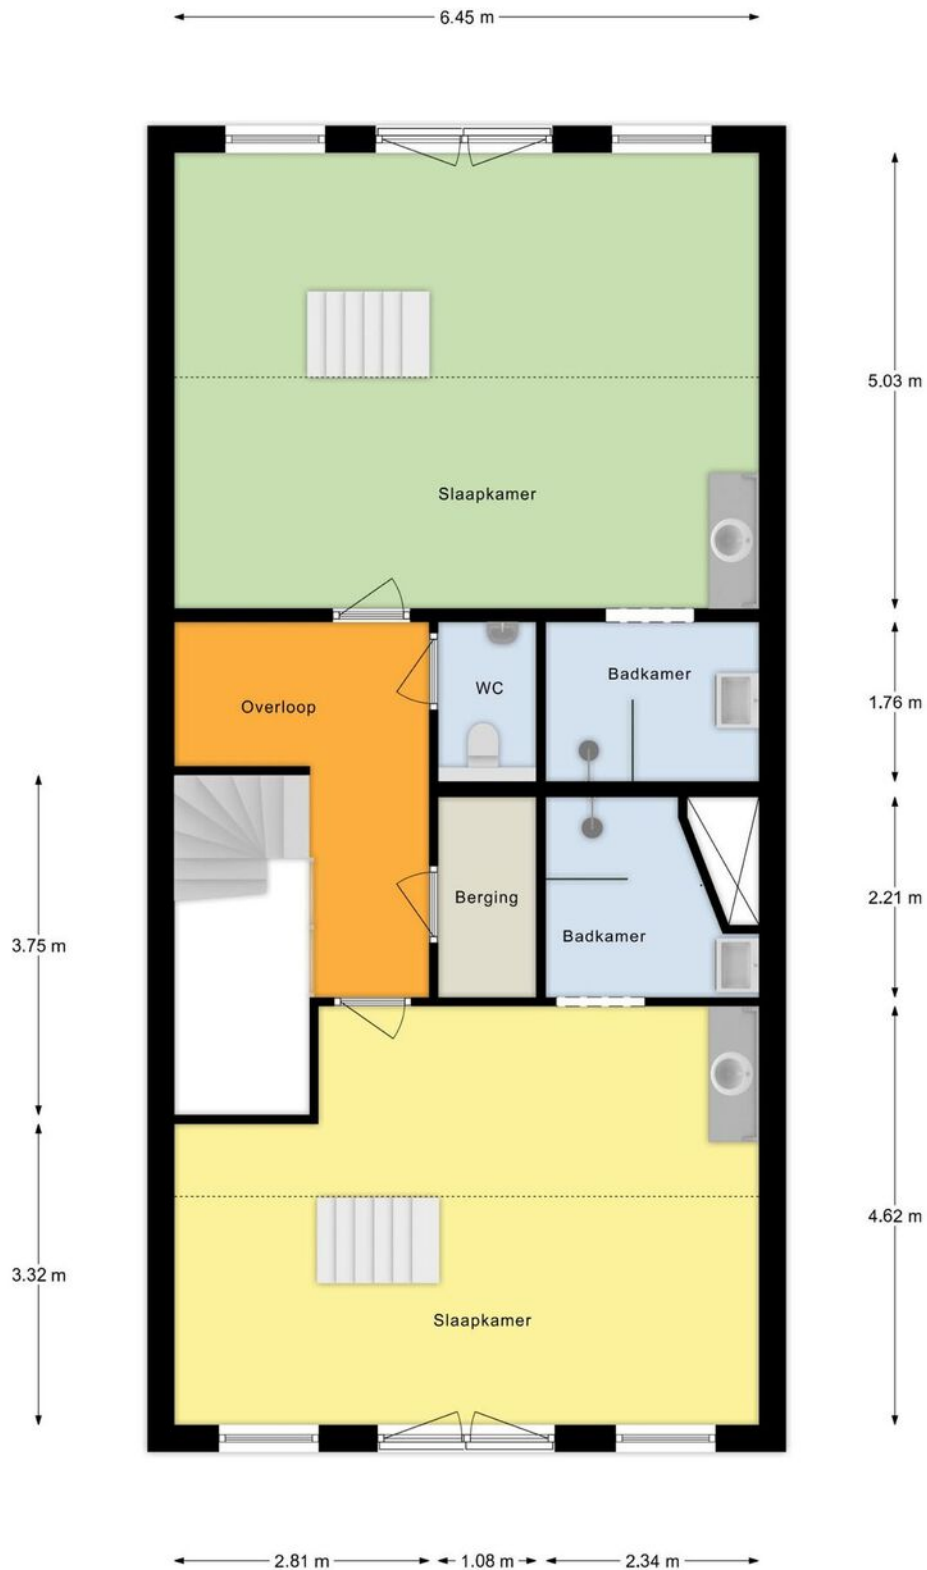 6.45 m
5.03 m
Slaapkamer
Badkamer
WC
1.76 m
Overloop
Berging
2.21 m
Badkamer
3.75 m
4.62 m
3.32 m
Slaapkamer
2.81 m
1.08 m
2.34 m